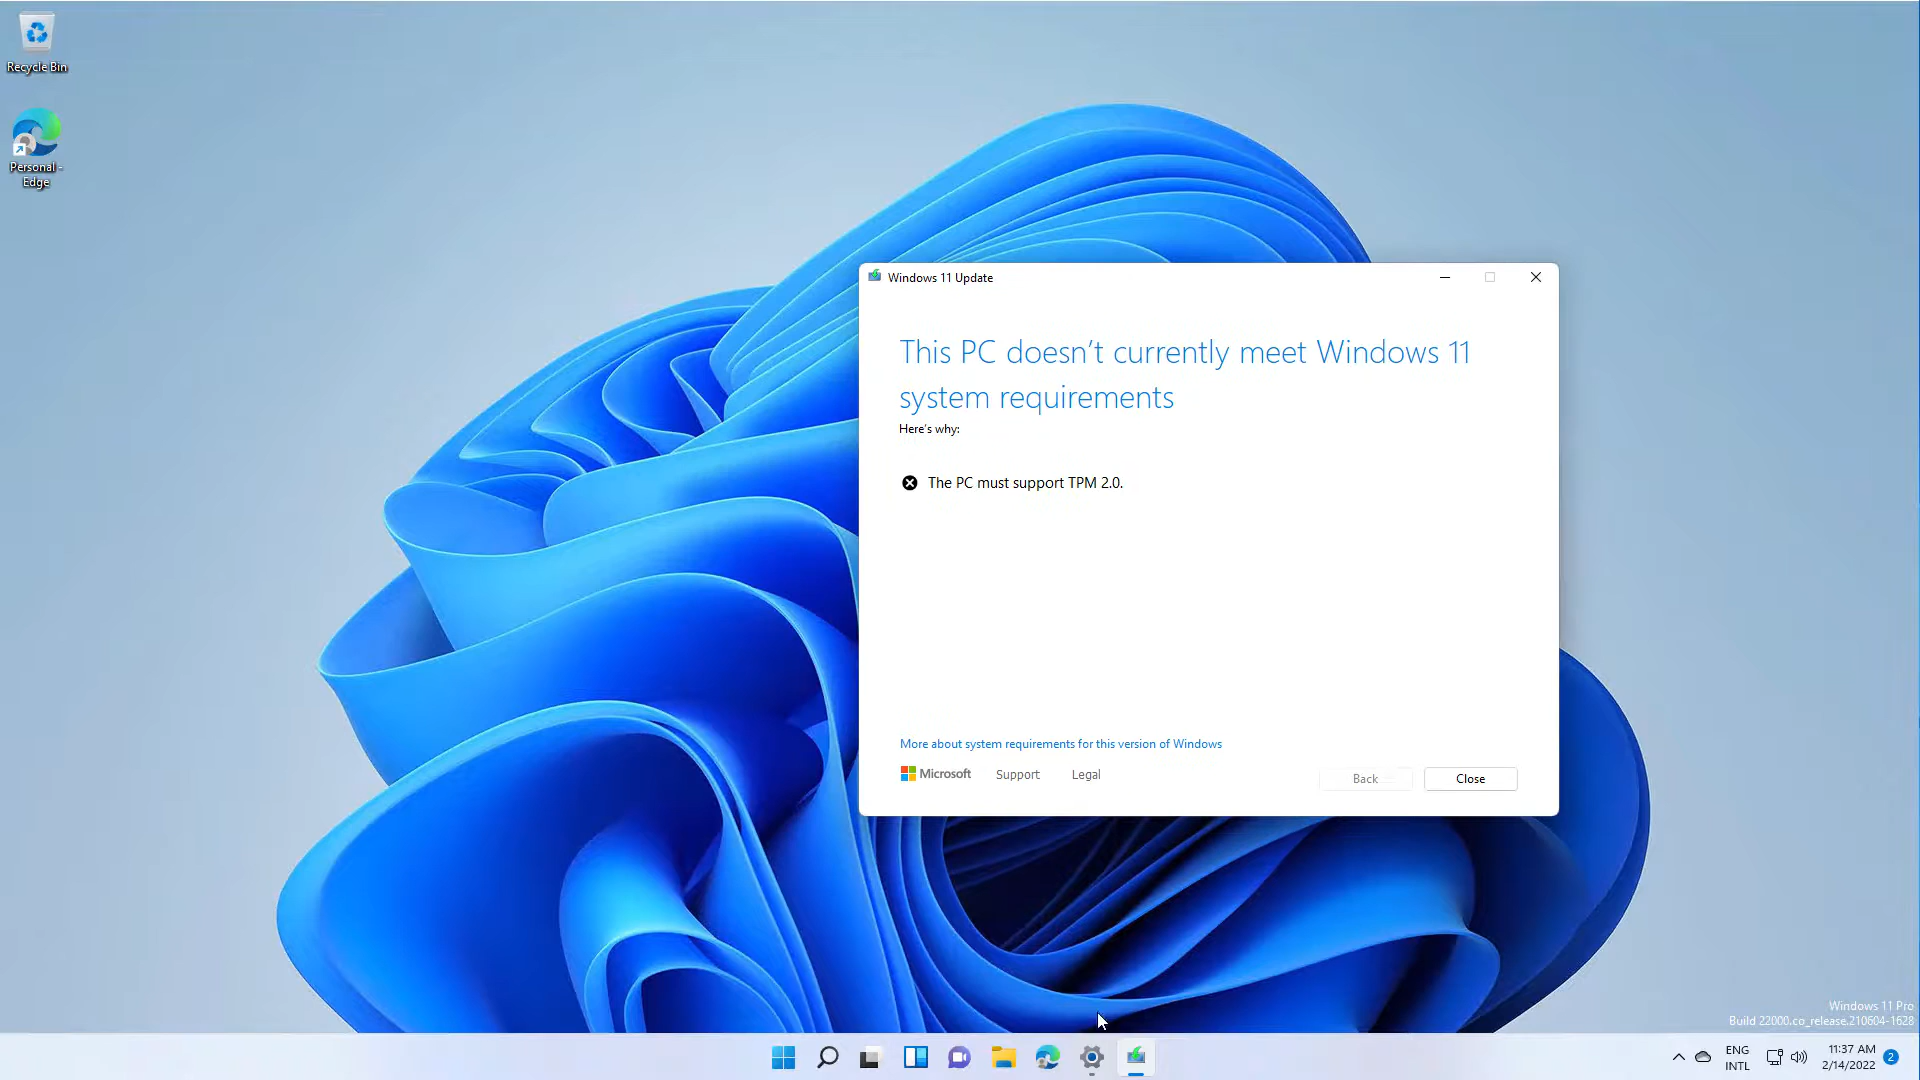 Recycle Bin
Personal -
Edge
Windows 11 Update
This PC doesn’t currently meet Windows 11
system requirements
Here’s why:
The PC must support TPM 2.0.
More about system requirements for this version of Windows
Microsoft Support Legal
Back Close
Windows 11 Pro
Build 22000.co_release.210604-1628
ENG
INTL
11:37 AM
2/14/2022
2